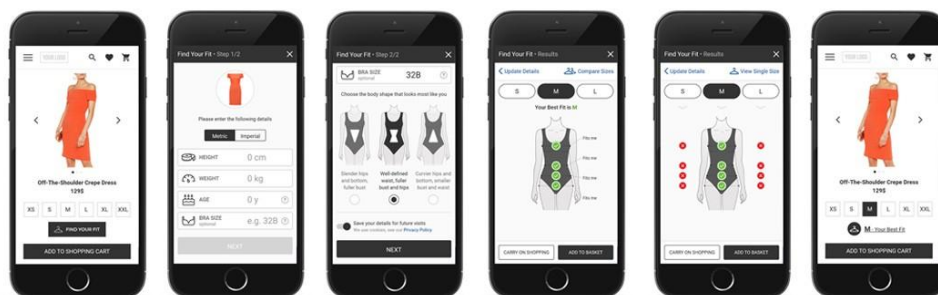 YOUR LOGO
Off-The-Shoulder Crepe Dress
129$
XS S M L XL XXL
FIND YOUR FIT
ADD TO SHOPPING CART
Find Your Fit • Step 1/2
Please enter the following details
Metric Imperial
HEIGHT 0 cm
WEIGHT 0 kg
AGE 0 y
BRA SIZE e.g. 32B
optional
NEXT
Find Your Fit • Step 2/2
BRA SIZE 32B
optional
Choose the body shape that looks most like you
Slender hips
and bottom,
fuller bust
Well-defined
waist, fuller
bust and hips
Curvier hips and
bottom, smaller
bust and waist
Save your details for future visits
We use cookies, see our Privacy Policy.
NEXT
Find Your Fit • Results
Update Details Compare Sizes
S M L
Your Best Fit is M
Fits me
Fits me
Fits me
Fits me
CARRY ON SHOPPING ADD TO BASKET
Find Your Fit • Results
Update Details View Single Size
S M L
CARRY ON SHOPPING ADD TO BASKET
YOUR LOGO
Off-The-Shoulder Crepe Dress
129$
XS S M L XL XXL
M - Your Best Fit
ADD TO SHOPPING CART